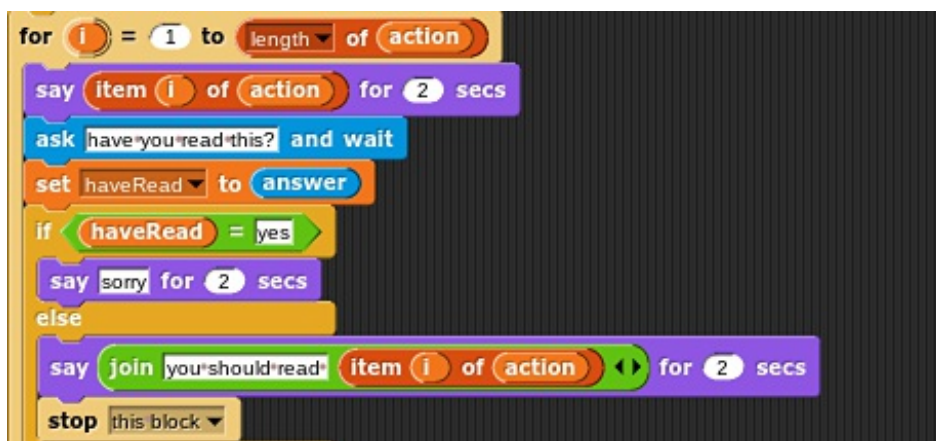 for i = 1 to length of action
say item i of action for 2 secs
ask have you read this? and wait
set haveRead to answer
if haveRead = yes
say sorry for 2 secs
else
say join you should read item i of action for 2 secs
stop this block